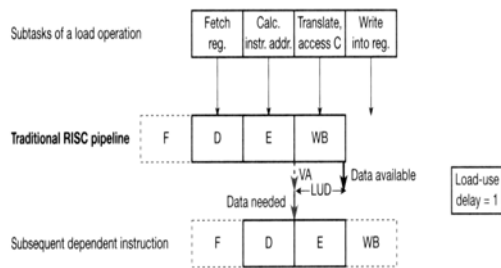 Subtasks of a load operation
Fetch reg.
Calc. instr. addr.
Translate, access C
Write into reg.
Traditional RISC pipeline
F D E WB
VA
Data available
LUD
Data needed
Load-use delay = 1
Subsequent dependent instruction
F D E WB